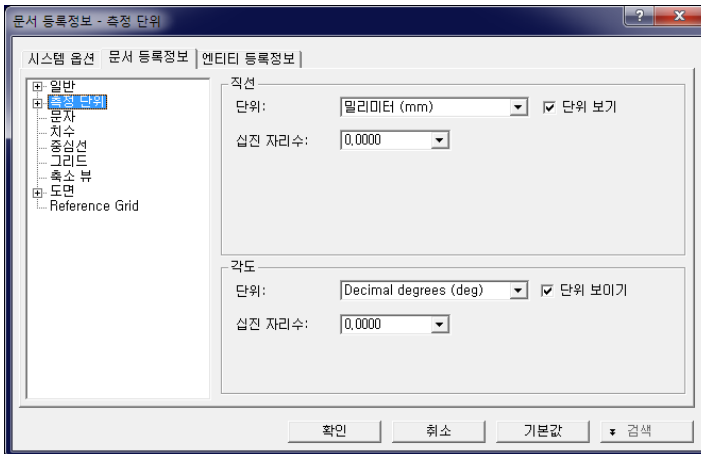 문서 등록정보 - 측정 단위
시스템 옵션 문서 등록정보 엔티티 등록정보
일반
측정 단위
문자
치수
중심선
그리드
축소 뷰
도면
Reference Grid
직선
단위: 밀리미터 (mm) 단위 보기
십진 자리수: 0.0000
각도
단위: Decimal degrees (deg) 단위 보이기
십진 자리수: 0.0000
확인 취소 기본값 검색